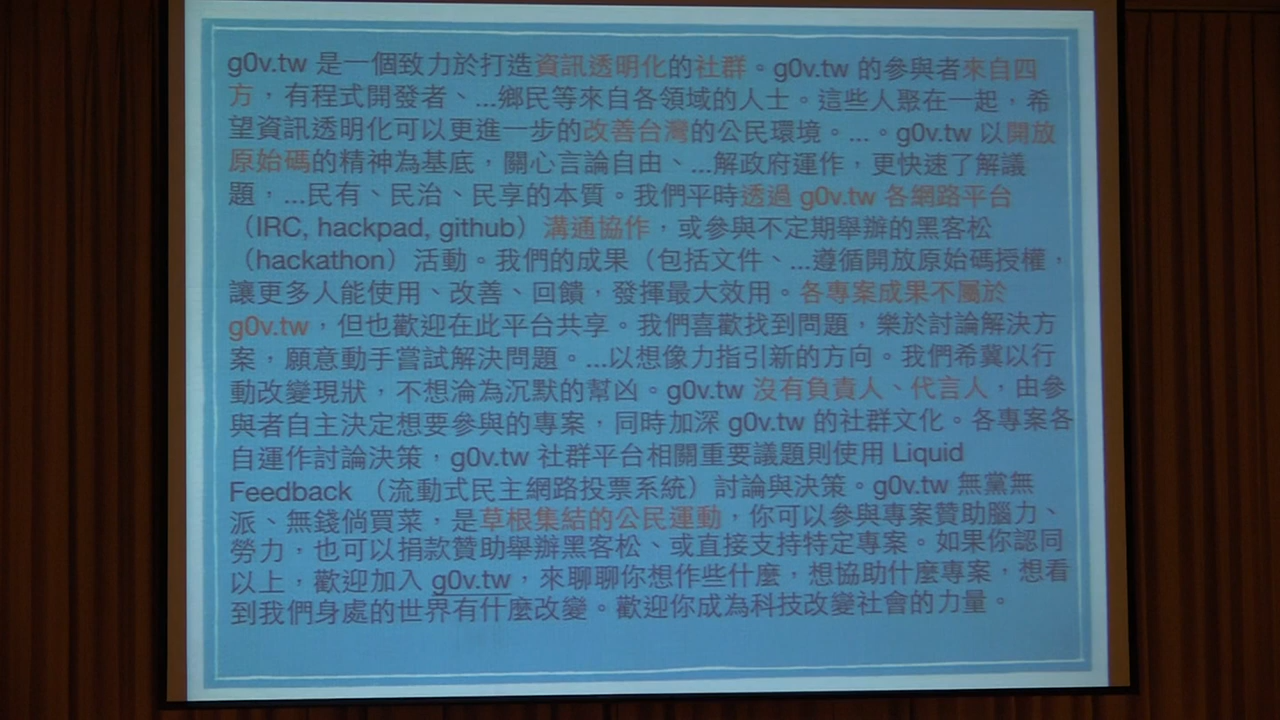 g0v.tw 是一個致力於打造資訊透明化的社群。g0v.tw 的參與者來自四
方，有程式開發者、...鄉民等來自各領域的人士。這些人聚在一起，希
望資訊透明化可以更進一步的改善台灣的公民環境。...。g0v.tw 以開放
原始碼的精神為基底，關心言論自由、...解政府運作，更快速了解議
題，...民有、民治、民享的本質。我們平時透過 g0v.tw 各網路平台
（IRC, hackpad, github）溝通協作，或參與不定期舉辦的黑客松
（hackathon）活動。我們的成果（包括文件、...遵循開放原始碼授權，
讓更多人能使用、改善、回饋，發揮最大效用。各專案成果不屬於
g0v.tw，但也歡迎在此平台共享。我們喜歡找到問題，樂於討論解決方
案，願意動手嘗試解決問題。...以想像力指引新的方向。我們希冀以行
動改變現狀，不想淪為沉默的幫凶。g0v.tw 沒有負責人、代言人，由參
與者自主決定想要參與的專案，同時加深 g0v.tw 的社群文化。各專案各
自運作討論決策，g0v.tw 社群平台相關重要議題則使用 Liquid
Feedback （流動式民主網路投票系統）討論與決策。g0v.tw 無黨無
派、無錢倘買菜，是草根集結的公民運動，你可以參與專案贊助腦力、
勞力，也可以捐款贊助舉辦黑客松、或直接支持特定專案。如果你認同
以上，歡迎加入 g0v.tw，來聊聊你想作些什麼，想協助什麼專案，想看
到我們身處的世界有什麼改變。歡迎你成為科技改變社會的力量。